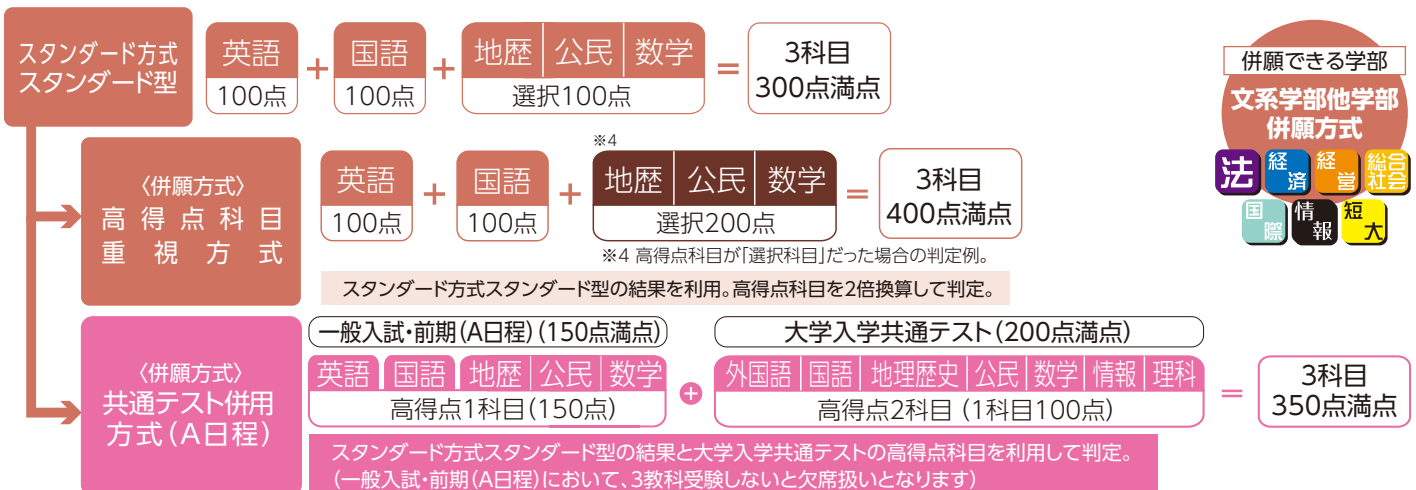 スタンダード方式
スタンダード型
英語
100点
+
国語
100点
+
地歴 公民 数学
選択100点
=
3科目
300点満点
併願できる学部
文系学部他学部
併願方式
法 経済 経営 総合社会
国際 情報 短大
〈併願方式〉
高得点科目
重視方式
英語
100点
+
国語
100点
+
※4
地歴 公民 数学
選択200点
=
3科目
400点満点
※4 高得点科目が「選択科目」だった場合の判定例。
スタンダード方式スタンダード型の結果を利用。高得点科目を2倍換算して判定。
〈併願方式〉
共通テスト併用
方式(A日程)
一般入試・前期(A日程)(150点満点)
英語 国語 地歴 公民 数学
高得点1科目(150点)
+
大学入学共通テスト(200点満点)
外国語 国語 地理歴史 公民 数学 情報 理科
高得点2科目(1科目100点)
=
3科目
350点満点
スタンダード方式スタンダード型の結果と大学入学共通テストの高得点科目を利用して判定。
(一般入試・前期(A日程)において、3教科受験しないと欠席扱いとなります)